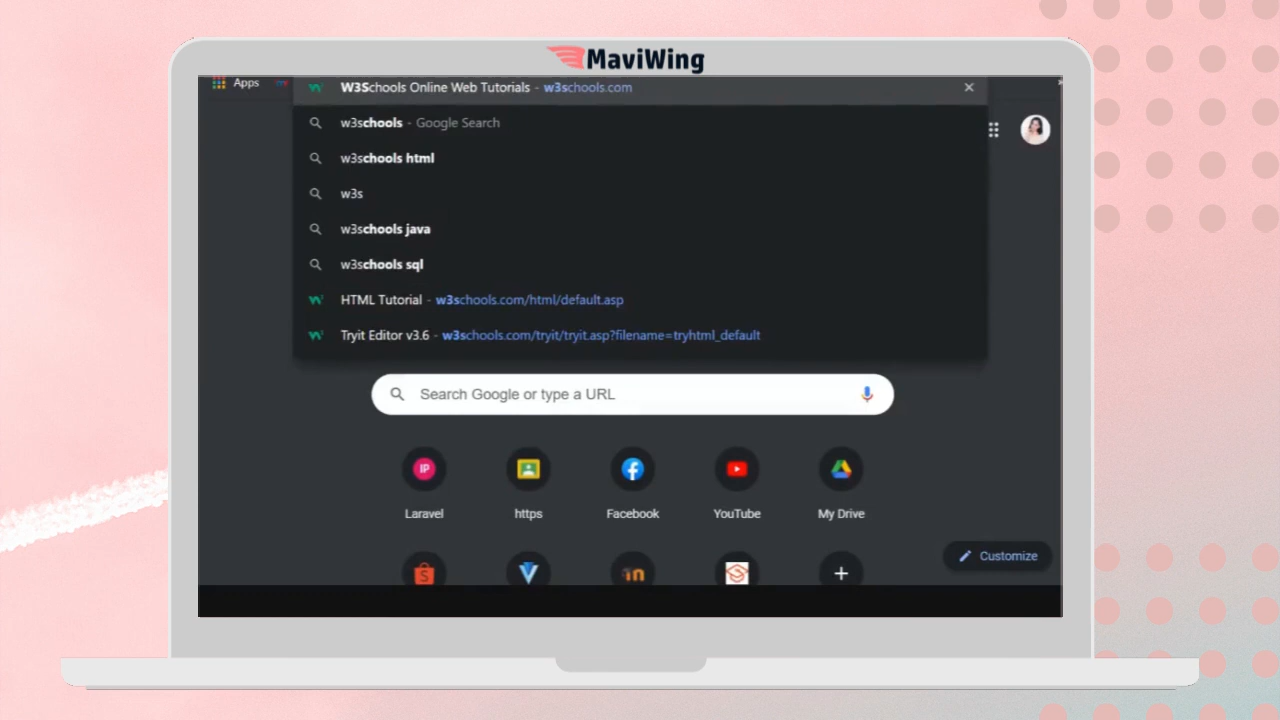 MaviWing
Apps
W3Schools Online Web Tutorials - w3schools.com
w3schools - Google Search
w3schools html
w3s
w3schools java
w3schools sql
HTML Tutorial - w3schools.com/html/default.asp
Tryit Editor v3.6 - w3schools.com/tryit/tryit.asp?filename=tryhtml_default
Search Google or type a URL
IP
Laravel
https
Facebook
YouTube
My Drive
Customize
S